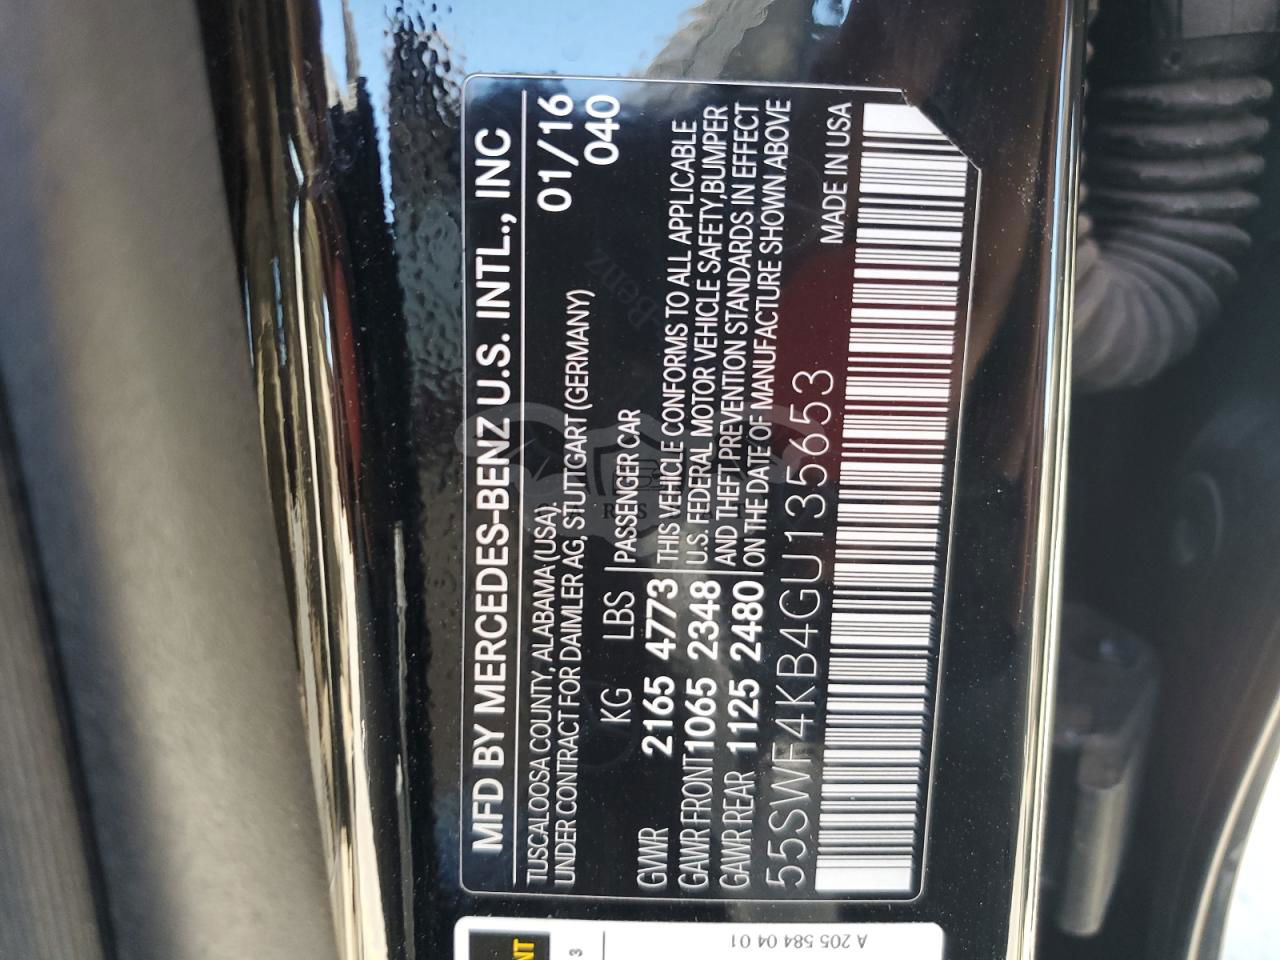 MFD BY MERCEDES-BENZ U.S. INTL., INC
TUSCALOOSA COUNTY, ALABAMA (USA) 01/16
UNDER CONTRACT FOR DAIMLER AG, STUTTGART (GERMANY)
040
KG LBS PASSENGER CAR
GVWR 2165 4773 THIS VEHICLE CONFORMS TO ALL APPLICABLE
GAWR FRONT 1065 2348 U.S. FEDERAL MOTOR VEHICLE SAFETY,BUMPER
GAWR REAR 1125 2480 AND THEFT PREVENTION STANDARDS IN EFFECT
ON THE DATE OF MANUFACTURE SHOWN ABOVE
55SWF4KB4GU135653 MADE IN USA
A 205 584 04 01
3